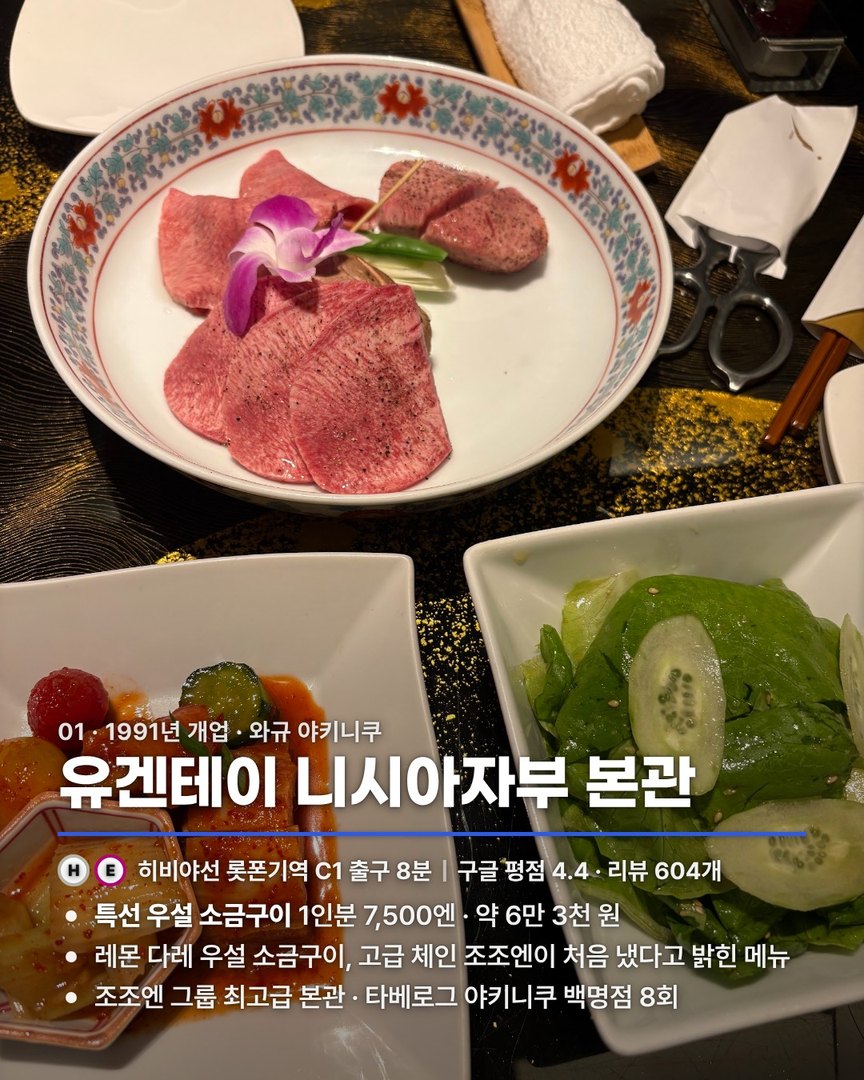 01 · 1991년 개업 · 와규 야키니쿠
유겐테이 니시아자부 본관
H E 히비야선 롯폰기역 C1 출구 8분 | 구글 평점 4.4 · 리뷰 604개
• 특선 우설 소금구이 1인분 7,500엔 · 약 6만 3천 원
• 레몬 다레 우설 소금구이, 고급 체인 조조엔이 처음 냈다고 밝힌 메뉴
• 조조엔 그룹 최고급 본관 · 타베로그 야키니쿠 백명점 8회